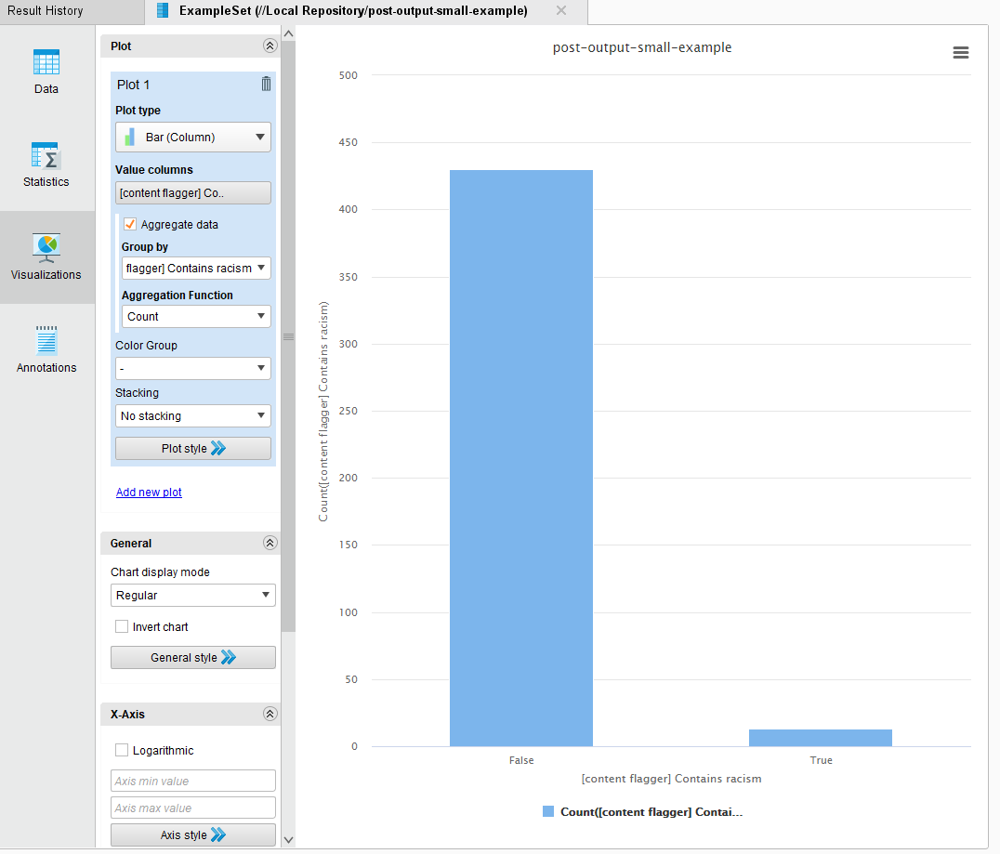 Result History
ExampleSet (//Local Repository/post-output-small-example)
Data
Statistics
Visualizations
Annotations
Plot
Plot 1
Plot type
Bar (Column)
Value columns
[content flagger] Co..
Aggregate data
Group by
flagger] Contains racism
Aggregation Function
Count
Color Group
-
Stacking
No stacking
Plot style
Add new plot
General
Chart display mode
Regular
Invert chart
General style
X-Axis
Logarithmic
Axis min value
Axis max value
Axis style
post-output-small-example
500
450
400
350
300
250
200
150
100
50
0
Count([content flagger] Contains racism)
False
True
[content flagger] Contains racism
Count([content flagger] Contai...